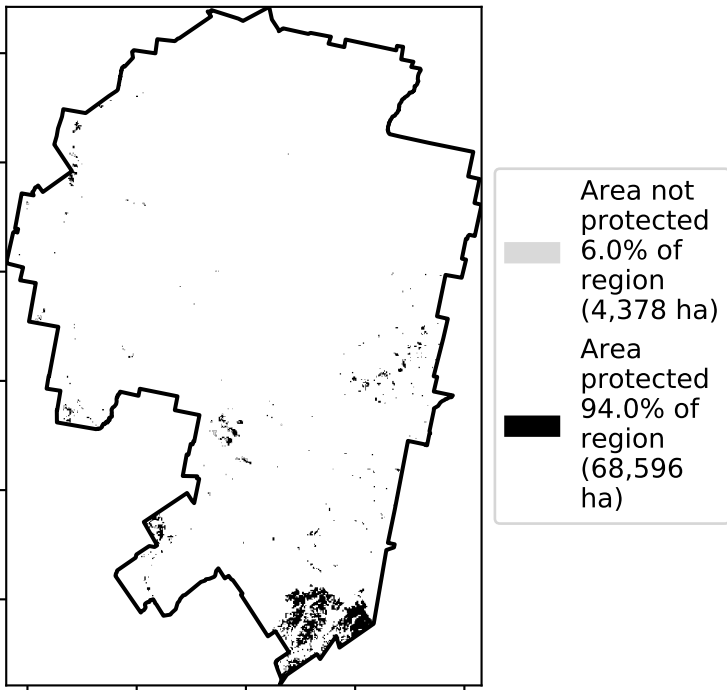 Area not
protected
6.0% of
region
(4,378 ha)
Area
protected
94.0% of
region
(68,596
ha)